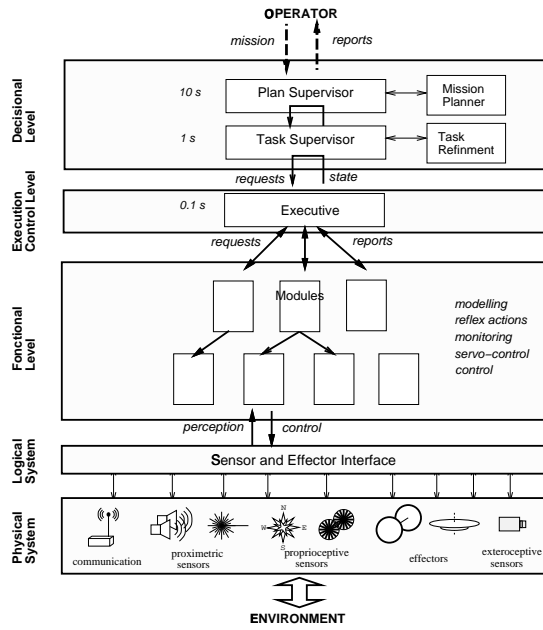 OPERATOR
mission
reports
Decisional
Level
10 s
Plan Supervisor
Mission
Planner
1 s
Task Supervisor
Task
Refinment
requests
state
Execution
Control Level
0.1 s
Executive
requests
reports
Fonctional
Level
Modules
modelling
reflex actions
monitoring
servo-control
control
perception
control
Logical
System
Sensor and Effector Interface
Physical
System
N
W
E
S
communication
proximetric
sensors
proprioceptive
sensors
effectors
exteroceptive
sensors
ENVIRONMENT